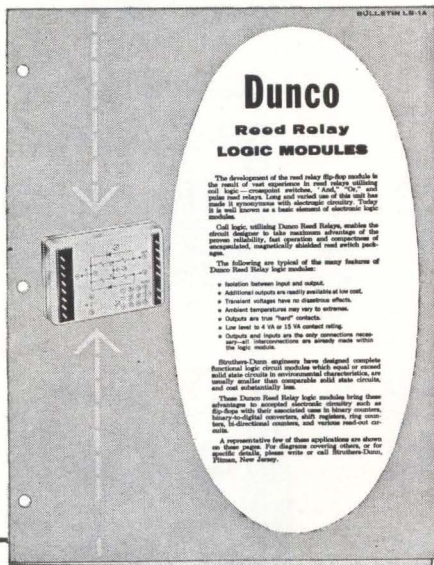 BULLETIN LS-1A
Dunco
Reed Relay
LOGIC MODULES
The development of the reed relay flip-flop module is
the result of vast experience in reed relays utilizing
coil logic — crosspoint switches, "And," "Or," and
pulse reed relays. Long and varied use of this unit has
made it synonymous with electronic circuitry. Today
it is well known as a basic element of electronic logic
modules.
Coil logic, utilizing Dunco Reed Relays, enables the
circuit designer to take maximum advantage of the
proven reliability, fast operation and compactness of
encapsulated, magnetically shielded reed switch pack-
ages.
The following are typical of the many features of
Dunco Reed Relay logic modules:
• Isolation between input and output.
• Additional outputs are readily available at low cost.
• Transient voltages have no disastrous effects.
• Ambient temperatures may vary to extremes.
• Outputs are true "hard" contacts.
• Low level to 4 VA or 15 VA contact rating.
• Outputs and inputs are the only connections neces-
sary—all interconnections are already made within
the logic module.
Struthers-Dunn engineers have designed complete
functional logic circuit modules which equal or exceed
solid state circuits in environmental characteristics, are
usually smaller than comparable solid state circuits,
and cost substantially less.
These Dunco Reed Relay logic modules bring these
advantages to accepted electronic circuitry such as
flip-flops with their associated uses in binary counters,
binary-to-digital converters, shift registers, ring coun-
ters, bi-directional counters, and various read-out cir-
cuits.
A representative few of these applications are shown
on these pages. For diagrams covering others, or for
specific details, please write or call Struthers-Dunn,
Pitman, New Jersey.